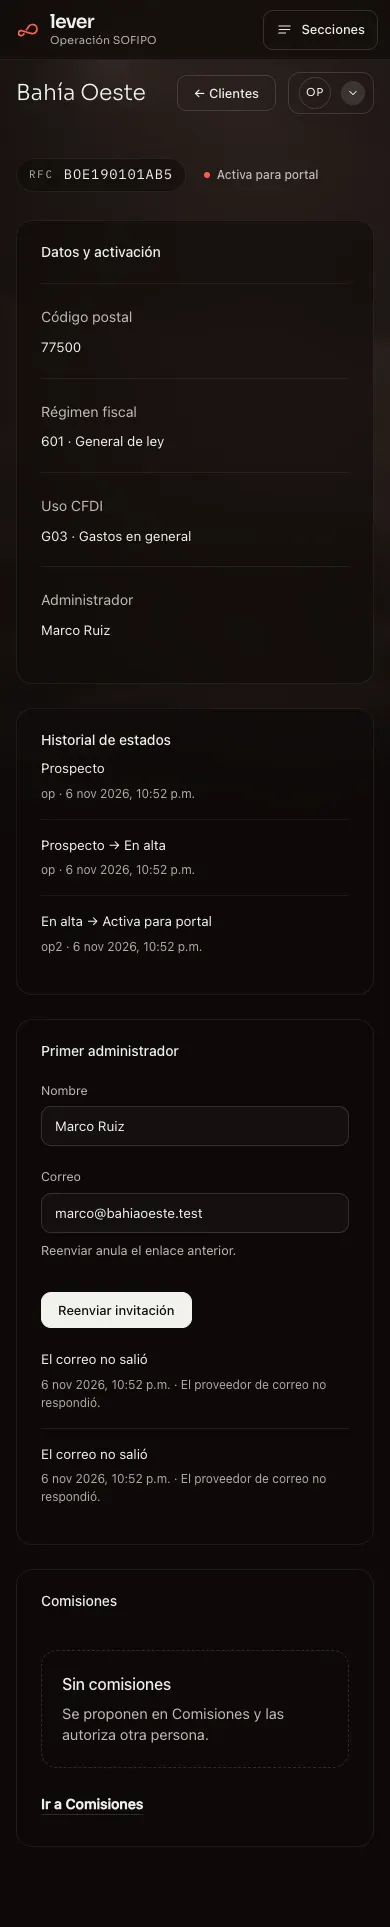 lever
Operación SOFIPO
Secciones
Bahía Oeste
← Clientes
OP
RFC BOE190101AB5
Activa para portal
Datos y activación
Código postal
77500
Régimen fiscal
601 · General de ley
Uso CFDI
G03 · Gastos en general
Administrador
Marco Ruiz
Historial de estados
Prospecto
op · 6 nov 2026, 10:52 p.m.
Prospecto → En alta
op · 6 nov 2026, 10:52 p.m.
En alta → Activa para portal
op2 · 6 nov 2026, 10:52 p.m.
Primer administrador
Nombre
Marco Ruiz
Correo
marco@bahiaoeste.test
Reenviar anula el enlace anterior.
Reenviar invitación
El correo no salió
6 nov 2026, 10:52 p.m. · El proveedor de correo no
respondió.
El correo no salió
6 nov 2026, 10:52 p.m. · El proveedor de correo no
respondió.
Comisiones
Sin comisiones
Se proponen en Comisiones y las
autoriza otra persona.
Ir a Comisiones